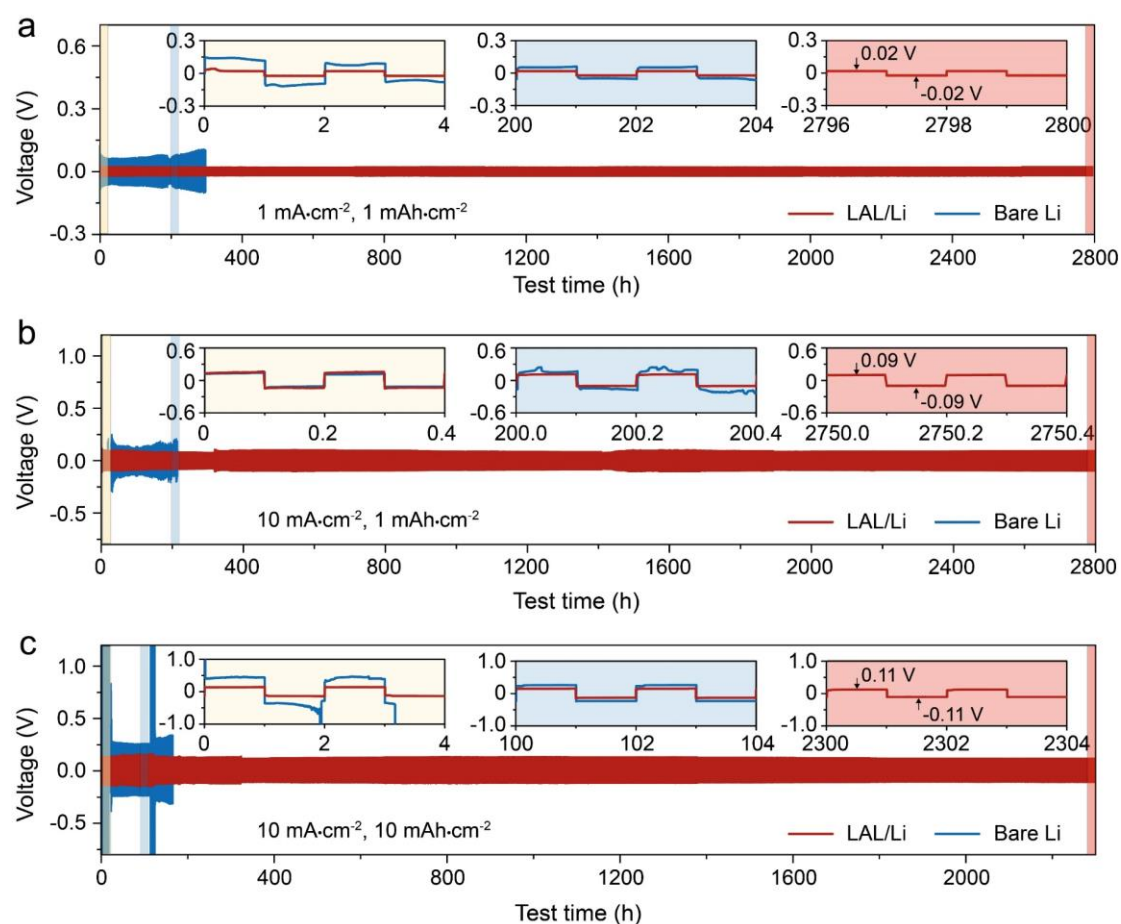 a
0.6
0.3
0.0
-0.3
Voltage (V)
0.3
0
-0.3
0 2 4
0.3
0
-0.3
200 202 204
0.3
0
-0.3
0.02 V
-0.02 V
2796 2798 2800
1 mA·cm-2, 1 mAh·cm-2
LAL/Li Bare Li
0 400 800 1200 1600 2000 2400 2800
Test time (h)
b
1.0
0.5
0.0
-0.5
Voltage (V)
0.6
0
-0.6
0 0.2 0.4
0.6
0
-0.6
200.0 200.2 200.4
0.6
0
-0.6
0.09 V
-0.09 V
2750.0 2750.2 2750.4
10 mA·cm-2, 1 mAh·cm-2
LAL/Li Bare Li
0 400 800 1200 1600 2000 2400 2800
Test time (h)
c
1.0
0.5
0.0
-0.5
Voltage (V)
1.0
0
-1.0
0 2 4
1.0
0
-1.0
100 102 104
1.0
0
-1.0
0.11 V
-0.11 V
2300 2302 2304
10 mA·cm-2, 10 mAh·cm-2
LAL/Li Bare Li
0 400 800 1200 1600 2000
Test time (h)